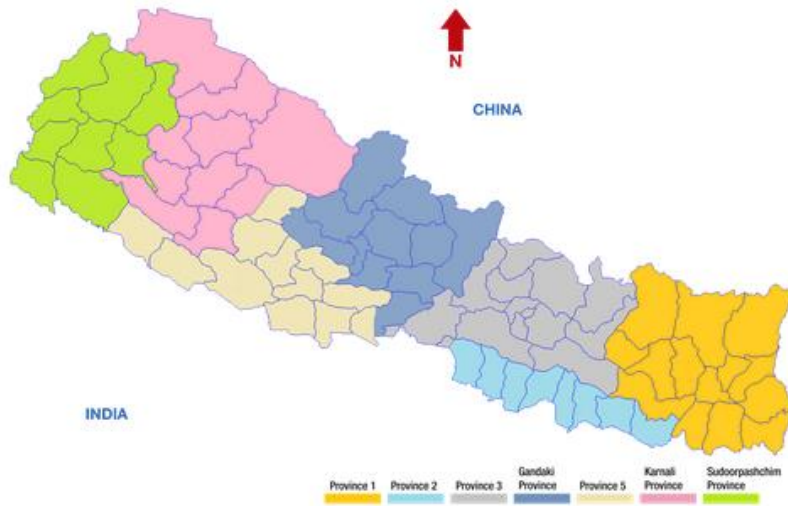 N
CHINA
INDIA
Province 1
Province 2
Province 3
Gandaki
Province
Province 5
Karnali
Province
Sudoorpashchim
Province